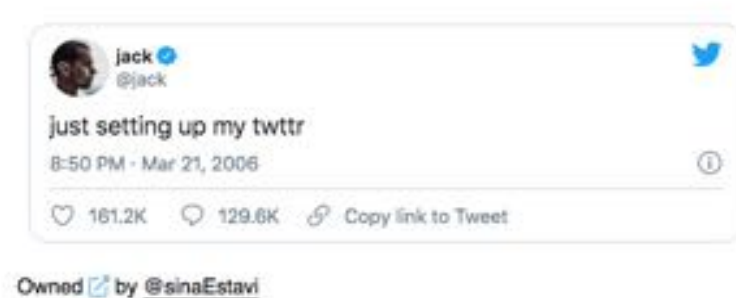 jack
@jack
just setting up my twttr
8:50 PM · Mar 21, 2006
161.2K 129.6K Copy link to Tweet
Owned by @sinaEstavi